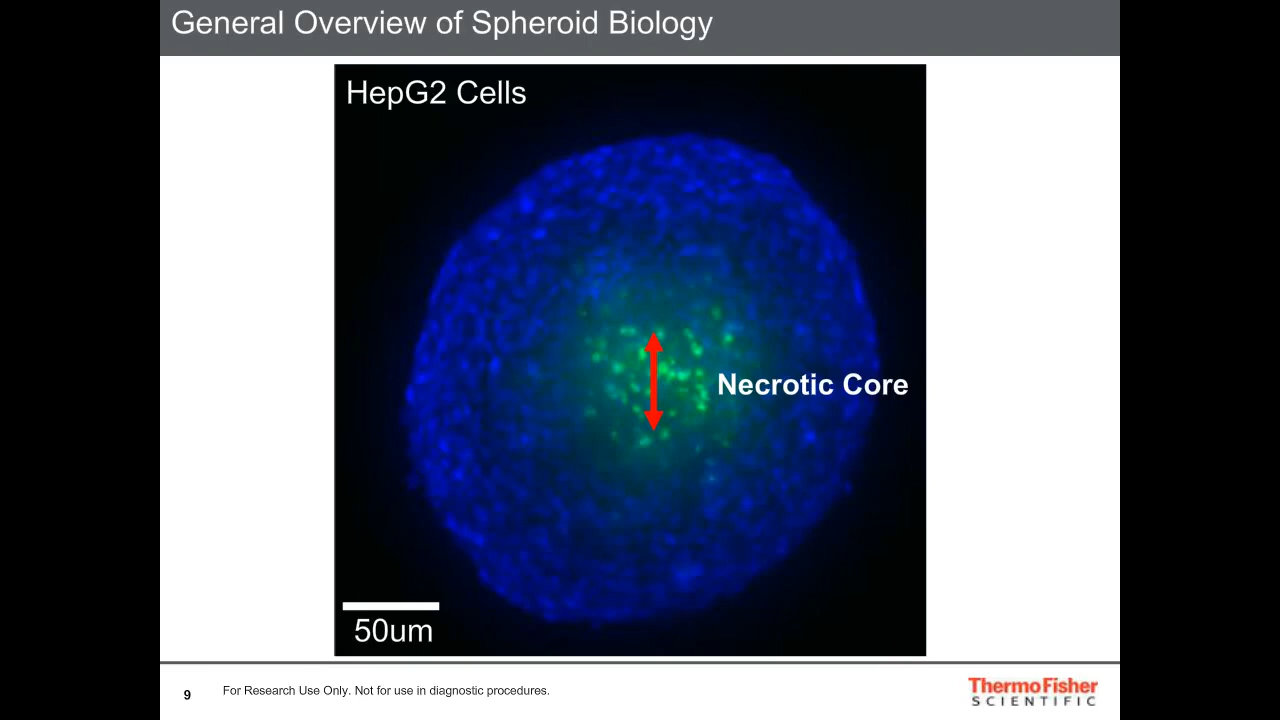 General Overview of Spheroid Biology
HepG2 Cells
Necrotic Core
50um
9
For Research Use Only. Not for use in diagnostic procedures.
ThermoFisher
SCIENTIFIC